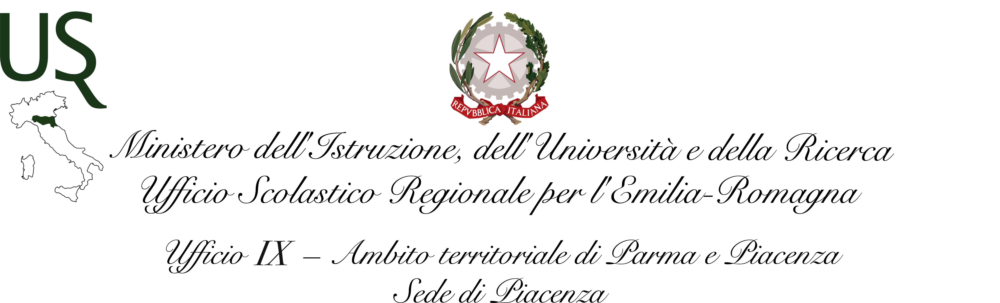 USR
REPVBBLICA ITALIANA
Ministero dell'Istruzione, dell'Università e della Ricerca
Ufficio Scolastico Regionale per l'Emilia-Romagna
Ufficio IX – Ambito territoriale di Parma e Piacenza
Sede di Piacenza